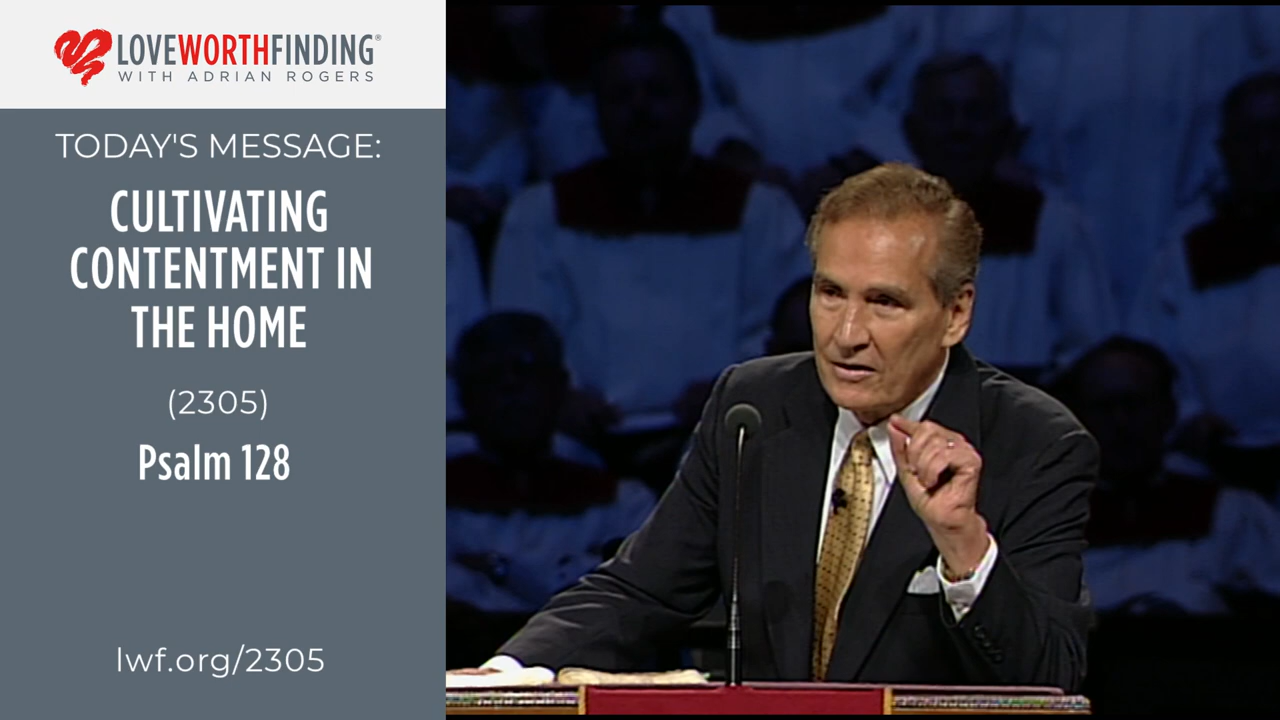 LOVEWORTHFINDING®
WITH ADRIAN ROGERS
TODAY'S MESSAGE:
CULTIVATING
CONTENTMENT IN
THE HOME
(2305)
Psalm 128
lwf.org/2305